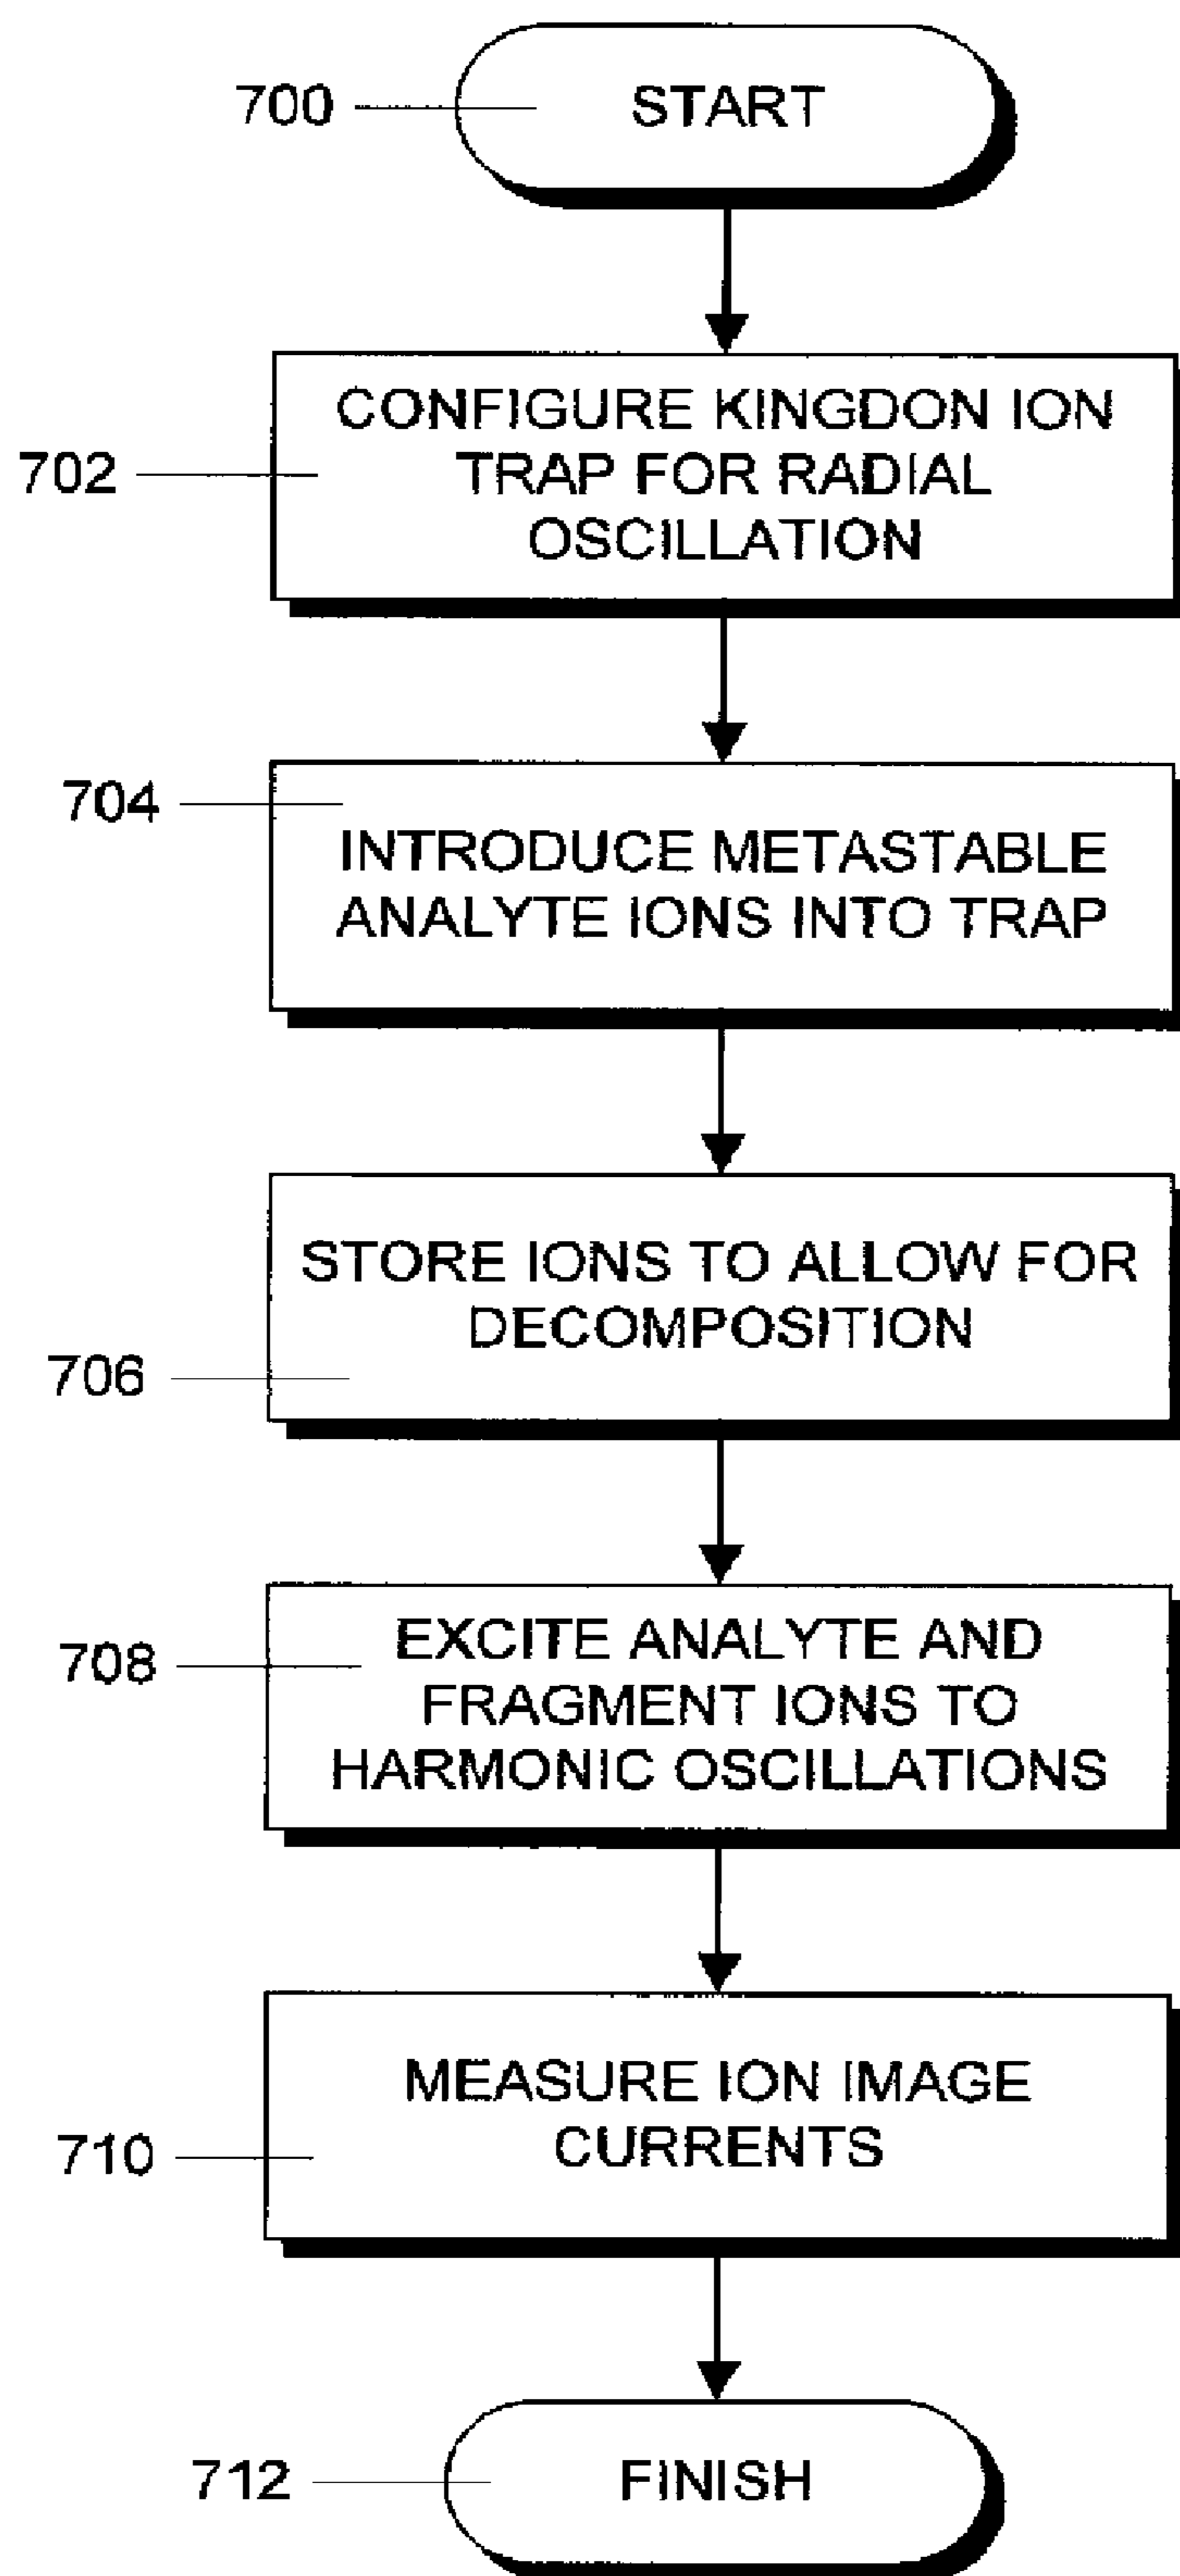 700
START
702
CONFIGURE KINGDON ION
TRAP FOR RADIAL
OSCILLATION
704
INTRODUCE METASTABLE
ANALYTE IONS INTO TRAP
706
STORE IONS TO ALLOW FOR
DECOMPOSITION
708
EXCITE ANALYTE AND
FRAGMENT IONS TO
HARMONIC OSCILLATIONS
710
MEASURE ION IMAGE
CURRENTS
712
FINISH